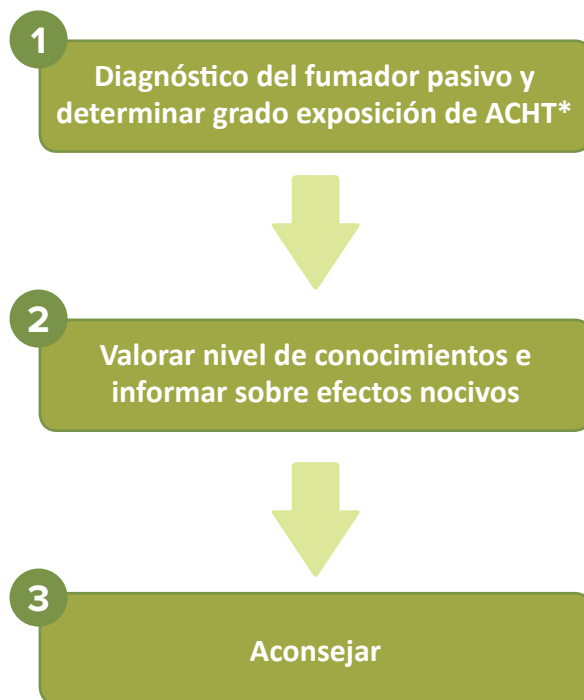 1
Diagnóstico del fumador pasivo y
determinar grado exposición de ACHT*
2
Valorar nivel de conocimientos e
informar sobre efectos nocivos
3
Aconsejar